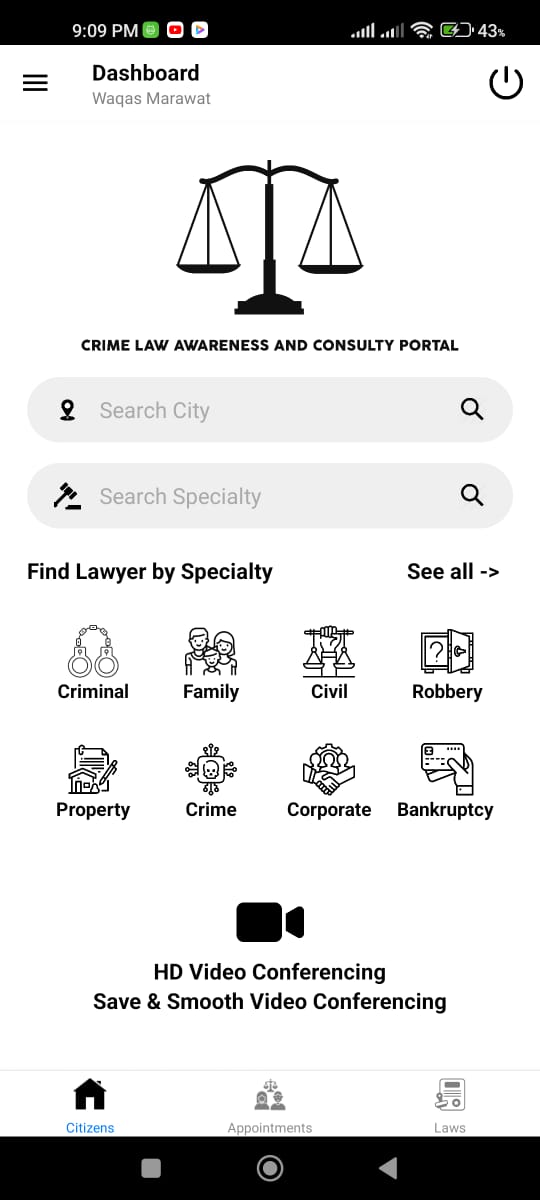 9:09 PM 43%
Dashboard
Waqas Marawat
CRIME LAW AWARENESS AND CONSULTY PORTAL
Search City
Search Specialty
Find Lawyer by Specialty See all ->
Criminal Family Civil Robbery
?
Property Crime Corporate Bankruptcy
HD Video Conferencing
Save & Smooth Video Conferencing
Citizens Appointments Laws